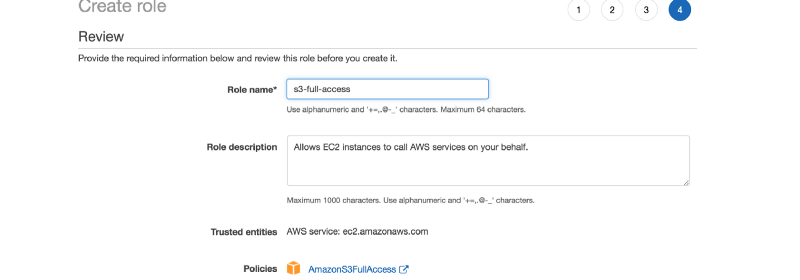 Create role
1 2 3 4
Review
Provide the required information below and review this role before you create it.
Role name* s3-full-access
Use alphanumeric and '+=,.@-_' characters. Maximum 64 characters.
Role description Allows EC2 instances to call AWS services on your behalf.
Maximum 1000 characters. Use alphanumeric and '+=,.@-_' characters.
Trusted entities AWS service: ec2.amazonaws.com
Policies AmazonS3FullAccess